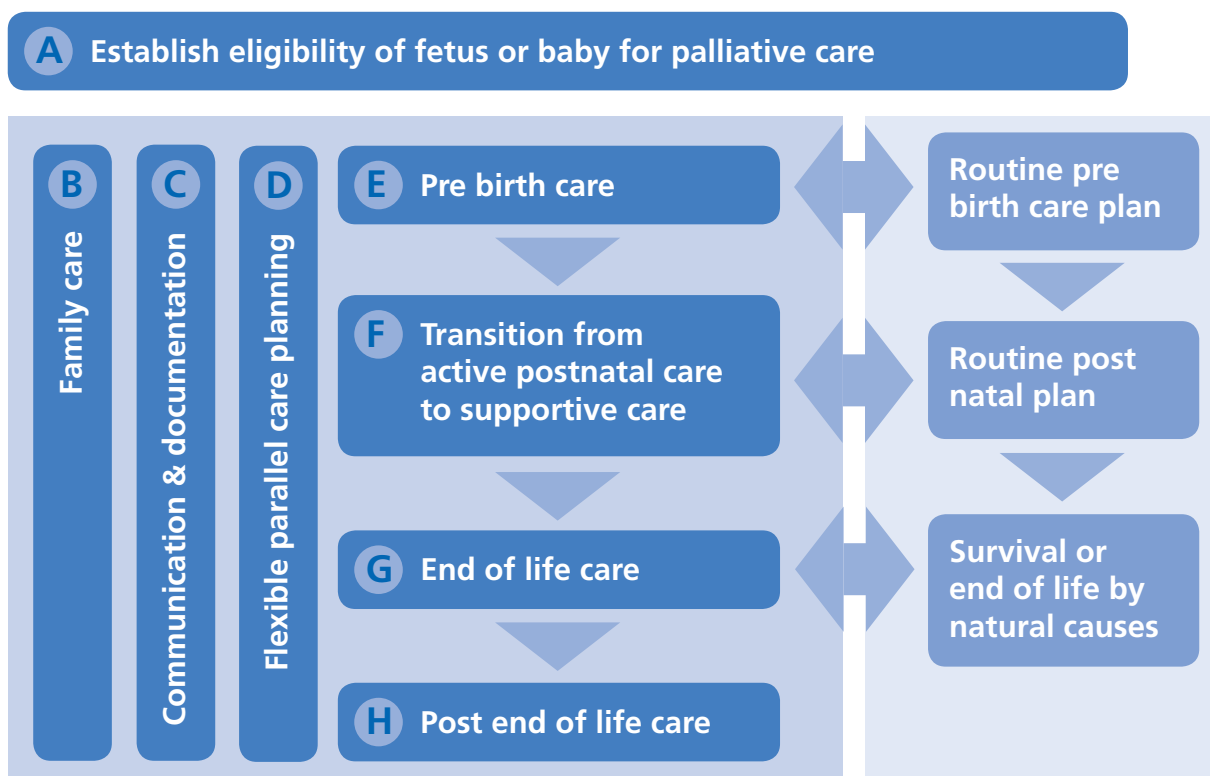 A Establish eligibility of fetus or baby for palliative care
B Family care
C Communication & documentation
D Flexible parallel care planning
E Pre birth care
F Transition from
active postnatal care
to supportive care
G End of life care
H Post end of life care
Routine pre
birth care plan
Routine post
natal plan
Survival or
end of life by
natural causes